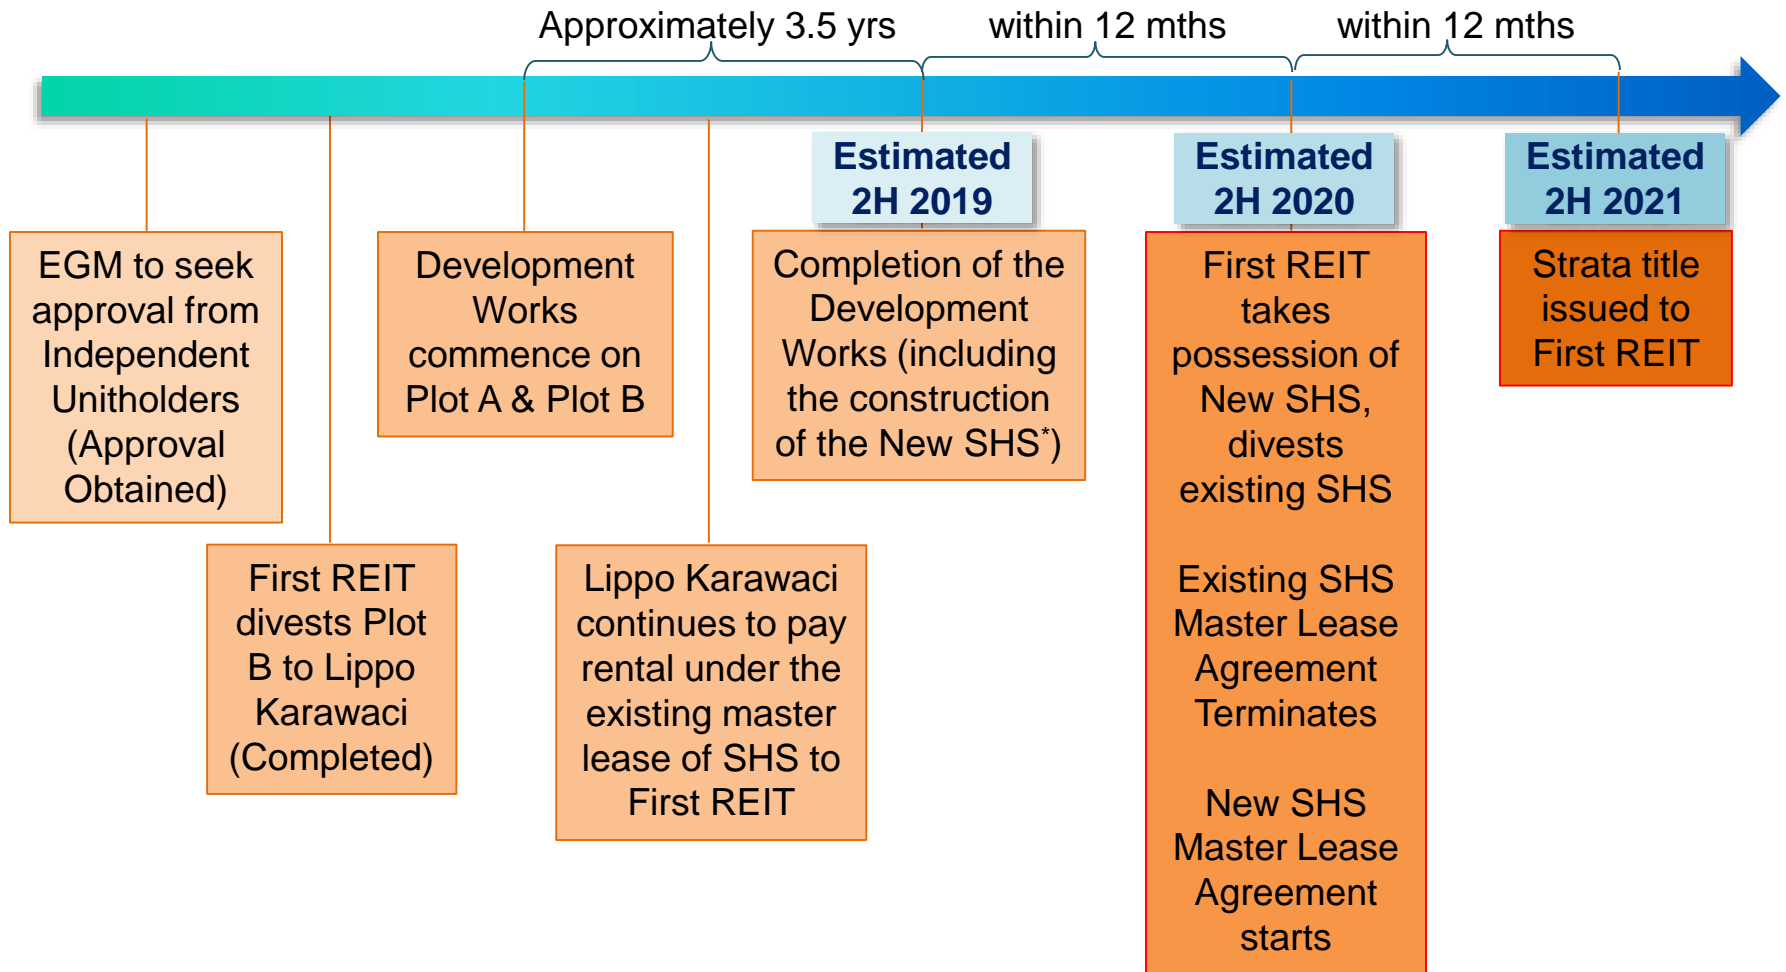 Approximately 3.5 yrs
within 12 mths
within 12 mths
Estimated
2H 2019
Estimated
2H 2020
Estimated
2H 2021
EGM to seek
approval from
Independent
Unitholders
(Approval
Obtained)
First REIT
divests Plot
B to Lippo
Karawaci
(Completed)
Development
Works
commence on
Plot A & Plot B
Lippo Karawaci
continues to pay
rental under the
existing master
lease of SHS to
First REIT
Completion of the
Development
Works (including
the construction
of the New SHS*)
First REIT
takes
possession of
New SHS,
divests
existing SHS
Existing SHS
Master Lease
Agreement
Terminates
New SHS
Master Lease
Agreement
starts
Strata title
issued to
First REIT